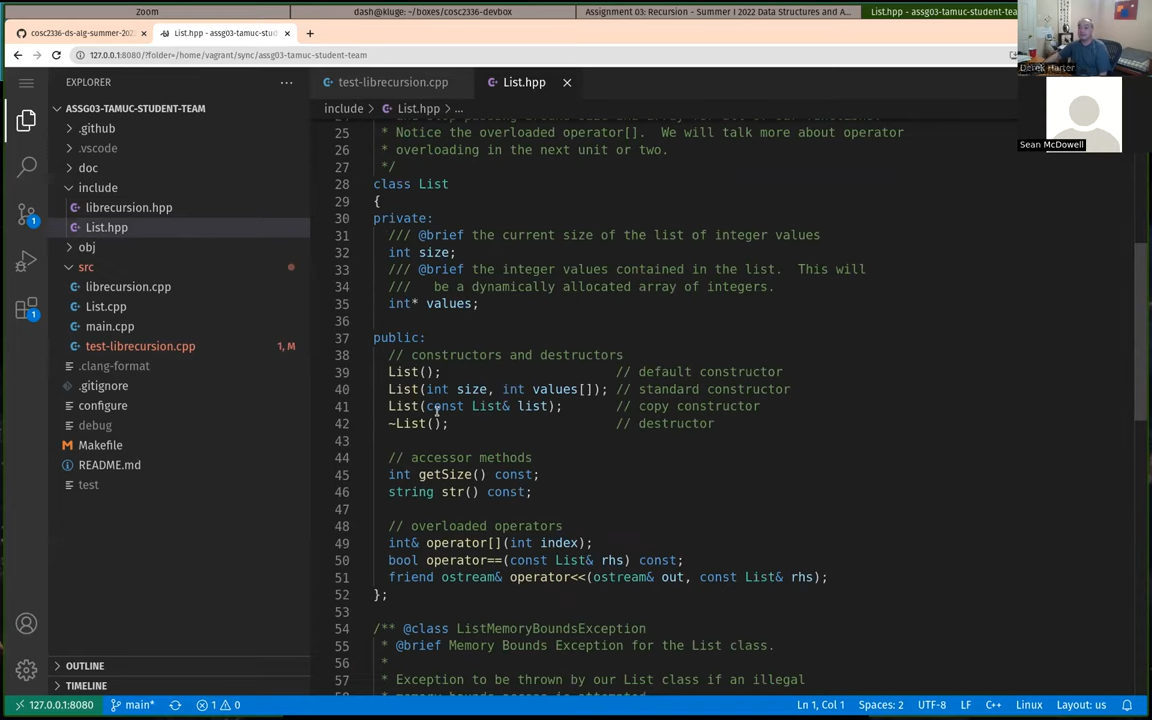 Zoom
dash@kluge: ~/boxes/cosc2336-devbox
Assignment 03: Recursion - Summer I 2022 Data Structures and A...
List.hpp - assg03-tamuc-student-team
cosc2336-ds-alg-summer-202
List.hpp - assg03-tamuc-stu
127.0.0.1:8080/?folder=/home/vagrant/sync/assg03-tamuc-student-team
Derek Harter
Sean McDowell
EXPLORER
ASSG03-TAMUC-STUDENT-TEAM
.github
.vscode
doc
include
librecursion.hpp
List.hpp
obj
src
librecursion.cpp
List.cpp
main.cpp
test-librecursion.cpp 1, M
.clang-format
.gitignore
configure
debug
Makefile
README.md
test
OUTLINE
TIMELINE
1
1
test-librecursion.cpp
List.hpp
include > List.hpp > ...
25 * Notice the overloaded operator[].  We will talk more about operator
26 * overloading in the next unit or two.
27 */
28 class List
29 {
30 private:
31 /// @brief the current size of the list of integer values
32 int size;
33 /// @brief the integer values contained in the list.  This will
34 ///   be a dynamically allocated array of integers.
35 int* values;
36
37 public:
38 // constructors and destructors
39 List(); // default constructor
40 List(int size, int values[]); // standard constructor
41 List(const List& list); // copy constructor
42 ~List(); // destructor
43
44 // accessor methods
45 int getSize() const;
46 string str() const;
47
48 // overloaded operators
49 int& operator[](int index);
50 bool operator==(const List& rhs) const;
51 friend ostream& operator<<(ostream& out, const List& rhs);
52 };
53
54 /** @class ListMemoryBoundsException
55 * @brief Memory Bounds Exception for the List class.
56 *
57 * Exception to be thrown by our List class if an illegal
127.0.0.1:8080 main* 1 0 Ln 1, Col 1 Spaces: 2 UTF-8 LF C++ Linux Layout: us